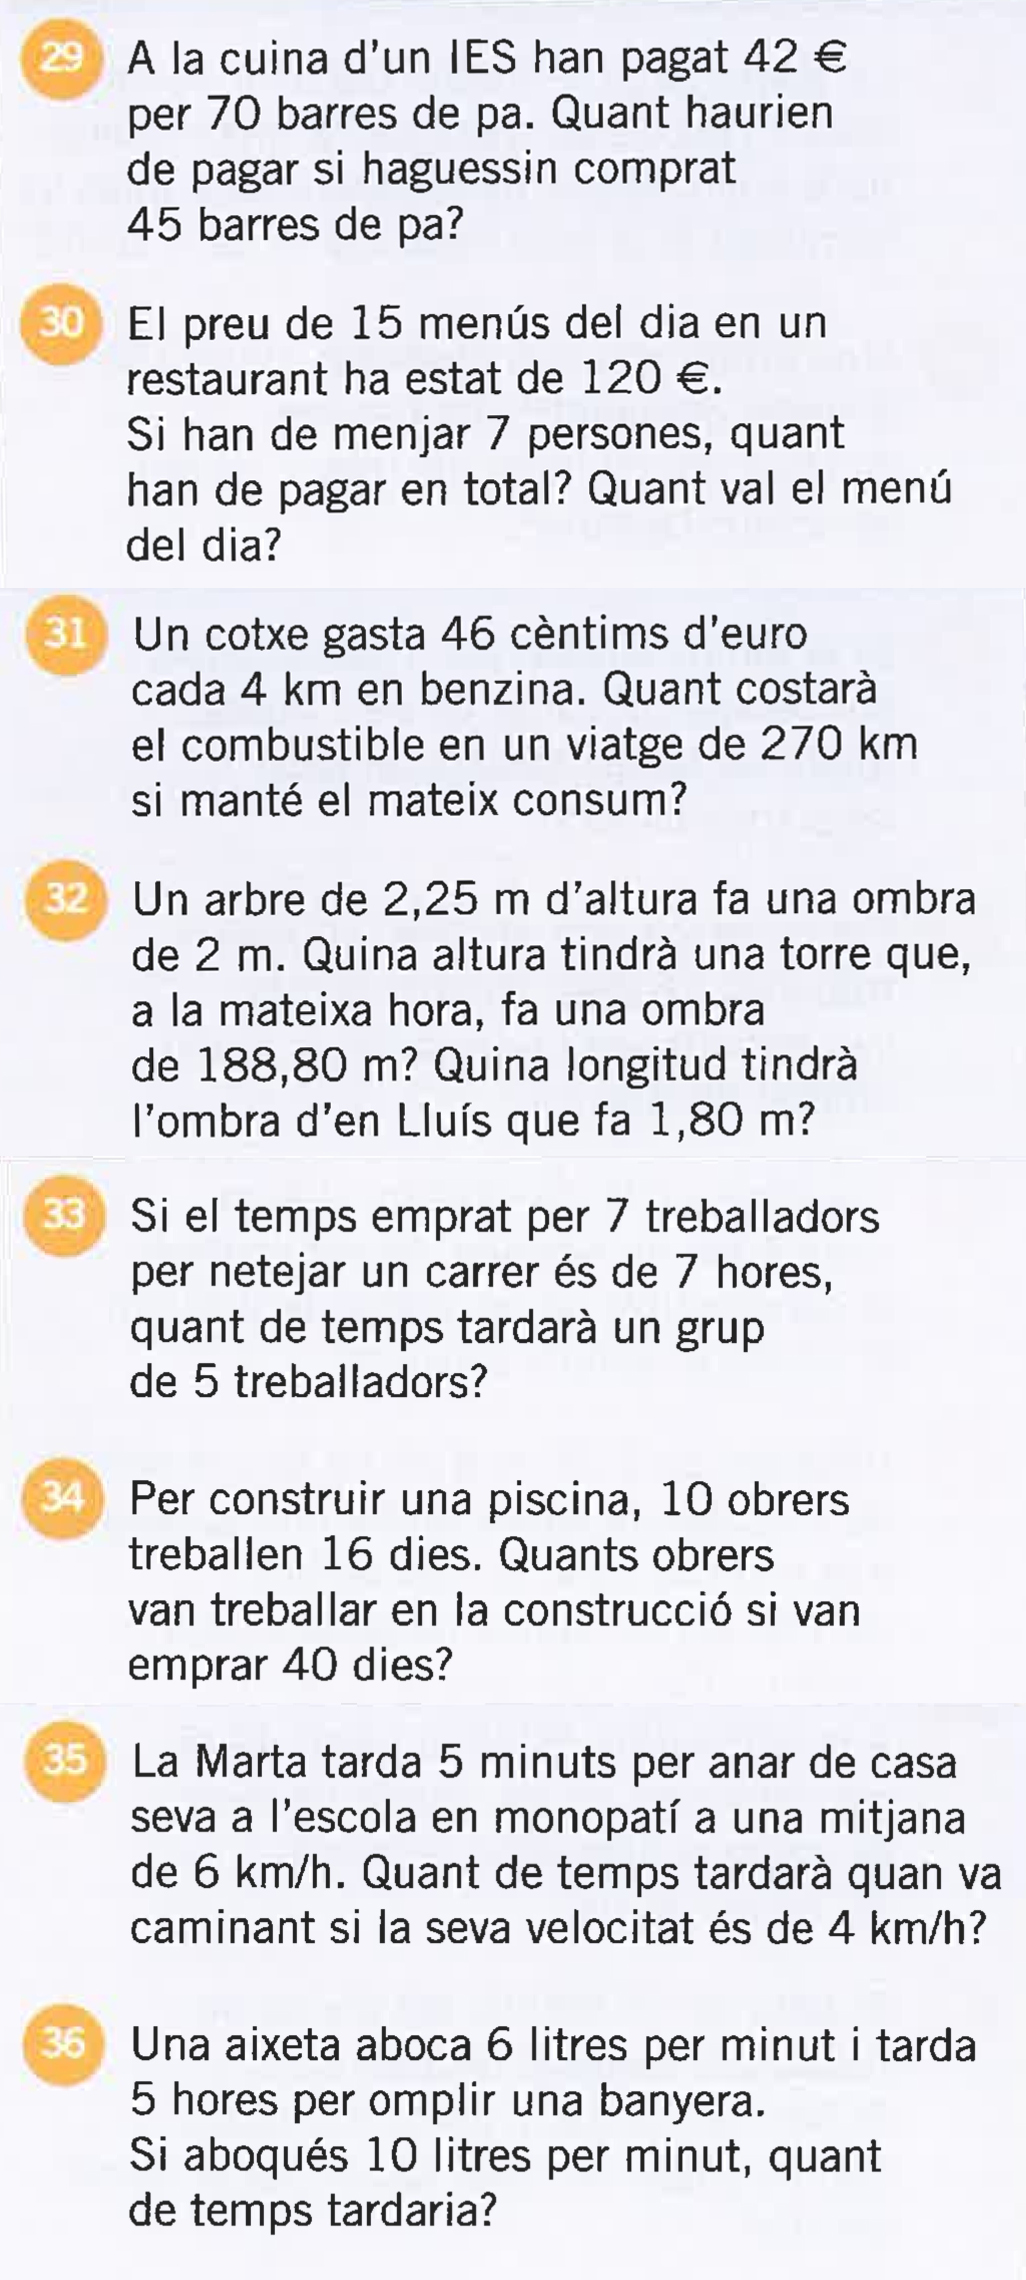 29 A la cuina d'un IES han pagat 42 €
per 70 barres de pa. Quant haurien
de pagar si haguessin comprat
45 barres de pa?
30 El preu de 15 menús del dia en un
restaurant ha estat de 120 €.
Si han de menjar 7 persones, quant
han de pagar en total? Quant val el menú
del dia?
31 Un cotxe gasta 46 cèntims d'euro
cada 4 km en benzina. Quant costarà
el combustible en un viatge de 270 km
si manté el mateix consum?
32 Un arbre de 2,25 m d'altura fa una ombra
de 2 m. Quina altura tindrà una torre que,
a la mateixa hora, fa una ombra
de 188,80 m? Quina longitud tindrà
l'ombra d'en Lluís que fa 1,80 m?
33 Si el temps emprat per 7 treballadors
per netejar un carrer és de 7 hores,
quant de temps tardarà un grup
de 5 treballadors?
34 Per construir una piscina, 10 obrers
treballen 16 dies. Quants obrers
van treballar en la construcció si van
emprar 40 dies?
35 La Marta tarda 5 minuts per anar de casa
seva a l'escola en monopatí a una mitjana
de 6 km/h. Quant de temps tardarà quan va
caminant si la seva velocitat és de 4 km/h?
36 Una aixeta aboca 6 litres per minut i tarda
5 hores per omplir una banyera.
Si aboqués 10 litres per minut, quant
de temps tardaria?